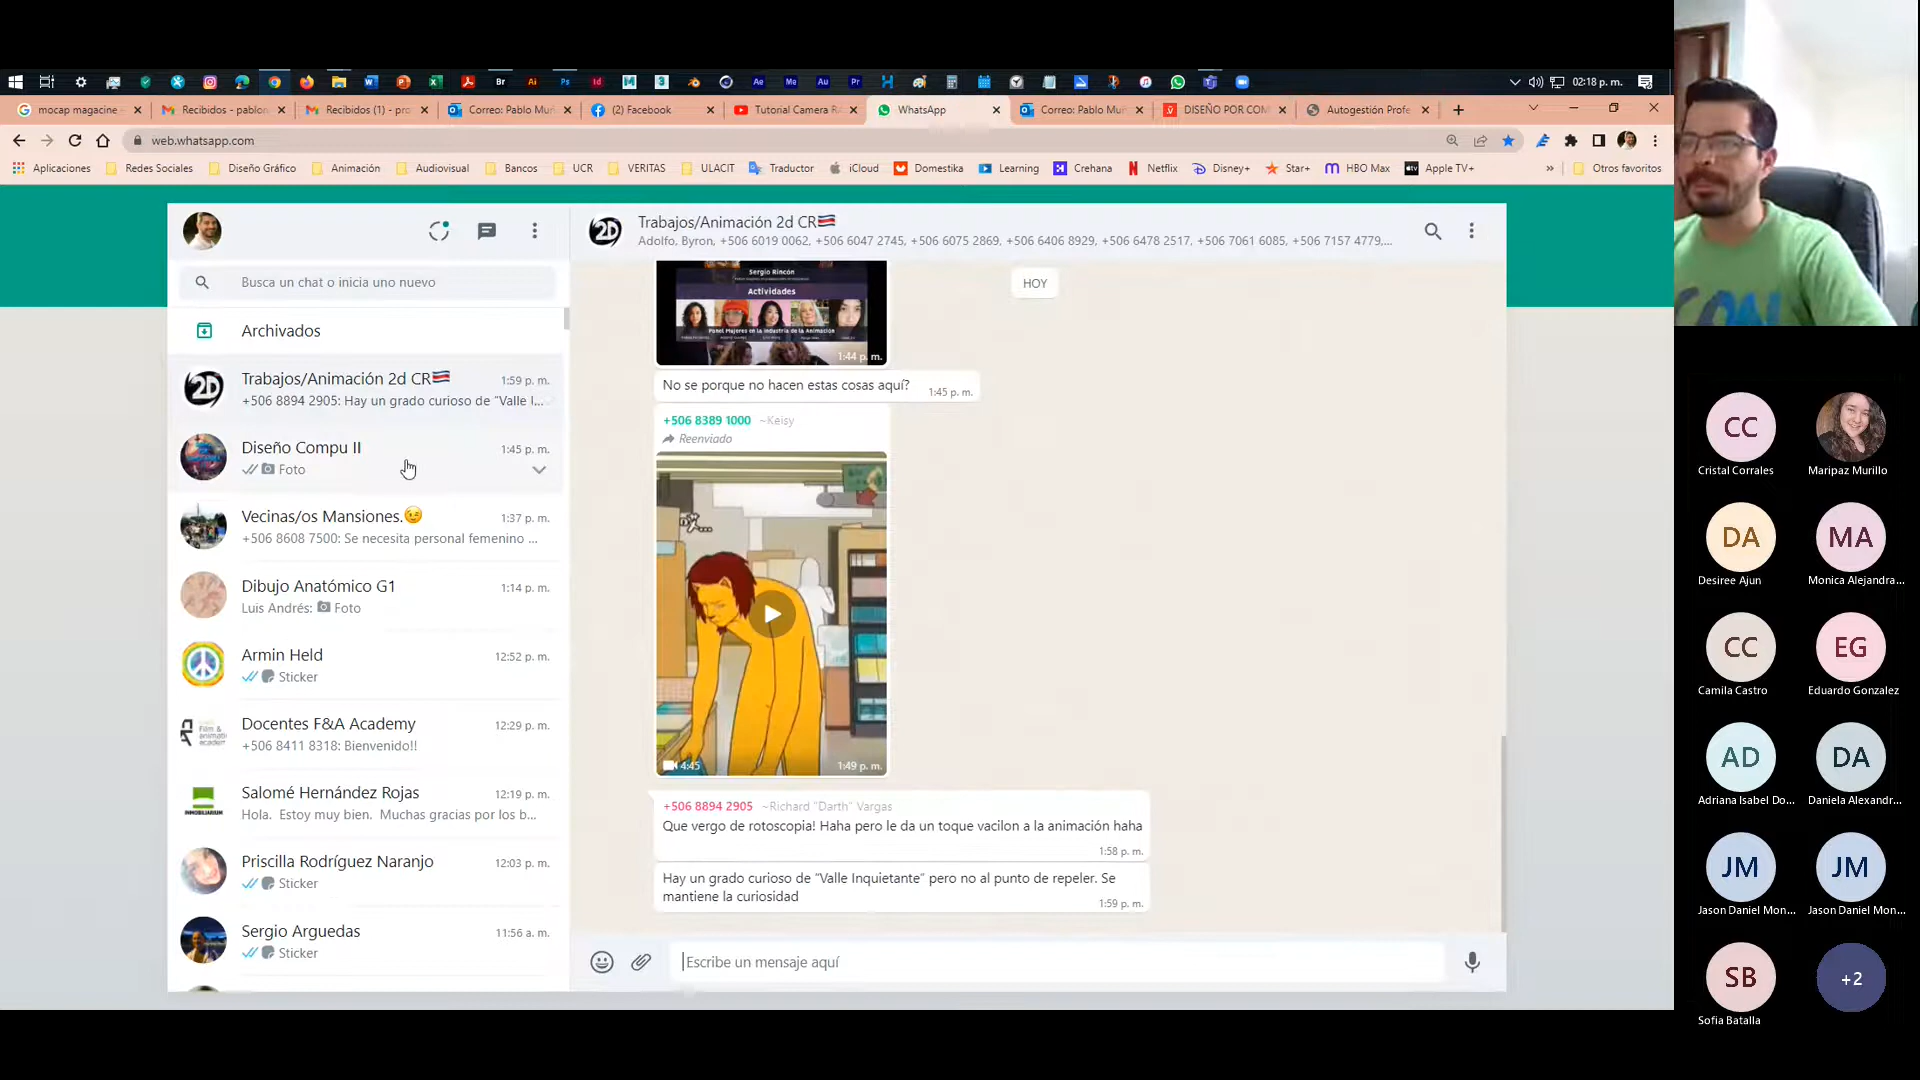 02:18 p. m.
mocap magacine
Recibidos - pablon
Recibidos (1) - pro
Correo: Pablo Muñ
(2) Facebook
Tutorial Camera Ra
WhatsApp
Correo: Pablo Muñ
DISEÑO POR COM
Autogestión Profe
web.whatsapp.com
Aplicaciones
Redes Sociales
Diseño Gráfico
Animación
Audiovisual
Bancos
UCR
VERITAS
ULACIT
Traductor
iCloud
Domestika
Learning
Crehana
Netflix
Disney+
Star+
HBO Max
Apple TV+
Otros favoritos
Busca un chat o inicia uno nuevo
Archivados
Trabajos/Animación 2d CR🇨🇷 1:59 p. m.
+506 8894 2905: Hay un grado curioso de "Valle I...
Diseño Compu II 1:45 p. m.
Foto
Vecinas/os Mansiones.😉 1:37 p. m.
+506 8608 7500: Se necesita personal femenino ...
Dibujo Anatómico G1 1:14 p. m.
Luis Andrés: Foto
Armin Held 12:52 p. m.
Sticker
Docentes F&A Academy 12:29 p. m.
+506 8411 8318: Bienvenido!!
Salomé Hernández Rojas 12:19 p. m.
Hola. Estoy muy bien. Muchas gracias por los b...
Priscilla Rodríguez Naranjo 12:03 p. m.
Sticker
Sergio Arguedas 11:56 a. m.
Sticker
2D
Trabajos/Animación 2d CR🇨🇷
Adolfo, Byron, +506 6019 0062, +506 6047 2745, +506 6075 2869, +506 6406 8929, +506 6478 2517, +506 7061 6085, +506 7157 4779,...
HOY
Sergio Rincón
Actividades
Panel Mujeres en la Industria de la Animación
1:44 p. m.
No se porque no hacen estas cosas aquí? 1:45 p. m.
+506 8389 1000 ~Keisy
Reenviado
4:45 1:49 p. m.
+506 8894 2905 ~Richard "Darth" Vargas
Que vergo de rotoscopia! Haha pero le da un toque vacilon a la animación haha
1:58 p. m.
Hay un grado curioso de "Valle Inquietante" pero no al punto de repeler. Se
mantiene la curiosidad
1:59 p. m.
Escribe un mensaje aquí
CC
Cristal Corrales
Maripaz Murillo
DA
Desiree Ajun
MA
Monica Alejandra...
CC
Camila Castro
EG
Eduardo Gonzalez
AD
Adriana Isabel Do...
DA
Daniela Alexandr...
JM
Jason Daniel Mon...
JM
Jason Daniel Mon...
SB
Sofia Batalla
+2